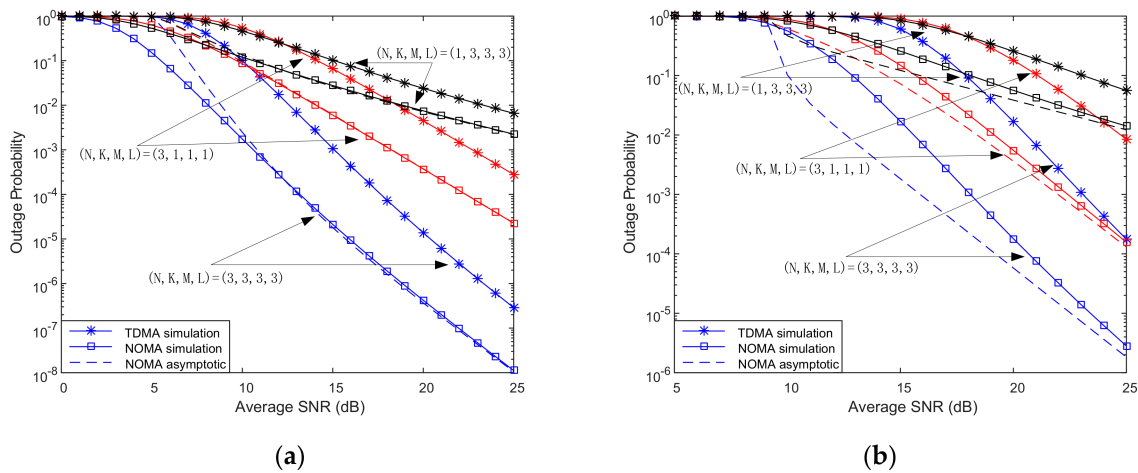 10^0
10^-1
10^-2
10^-3
10^-4
10^-5
10^-6
10^-7
10^-8
Outage Probability
(N, K, M, L)=(1, 3, 3, 3)
(N, K, M, L)=(3, 1, 1, 1)
(N, K, M, L)=(3, 3, 3, 3)
TDMA simulation
NOMA simulation
NOMA asymptotic
0 5 10 15 20 25
Average SNR (dB)
(a)
10^0
10^-1
10^-2
10^-3
10^-4
10^-5
10^-6
Outage Probability
(N, K, M, L)=(1, 3, 3, 3)
(N, K, M, L)=(3, 1, 1, 1)
(N, K, M, L)=(3, 3, 3, 3)
TDMA simulation
NOMA simulation
NOMA asymptotic
5 10 15 20 25
Average SNR (dB)
(b)